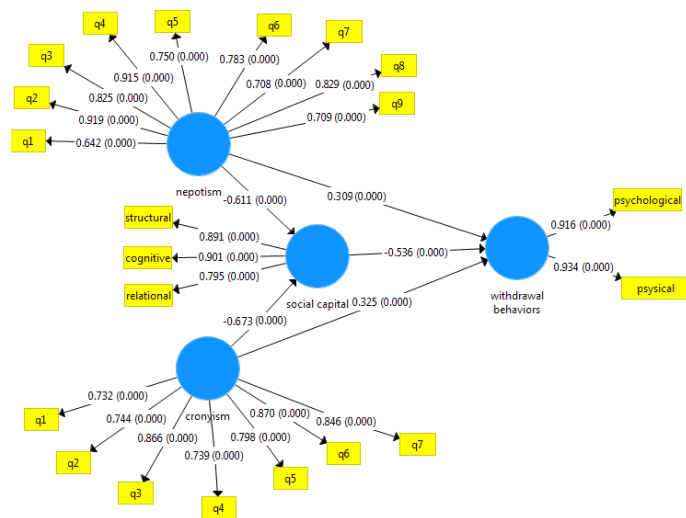 q4
q5
q6
q7
q3
q8
q2
q9
q1
0.915 (0.000)
0.750 (0.000)
0.783 (0.000)
0.708 (0.000)
0.825 (0.000)
0.829 (0.000)
0.919 (0.000)
0.709 (0.000)
0.642 (0.000)
nepotism
-0.611 (0.000)
0.309 (0.000)
structural
0.891 (0.000)
cognitive
0.901 (0.000)
relational
0.795 (0.000)
social capital
-0.536 (0.000)
0.916 (0.000)
psychological
0.934 (0.000)
psysical
withdrawal
behaviors
0.325 (0.000)
-0.673 (0.000)
cronyism
0.732 (0.000)
0.744 (0.000)
0.866 (0.000)
0.739 (0.000)
0.798 (0.000)
0.870 (0.000)
0.846 (0.000)
q1
q2
q3
q4
q5
q6
q7